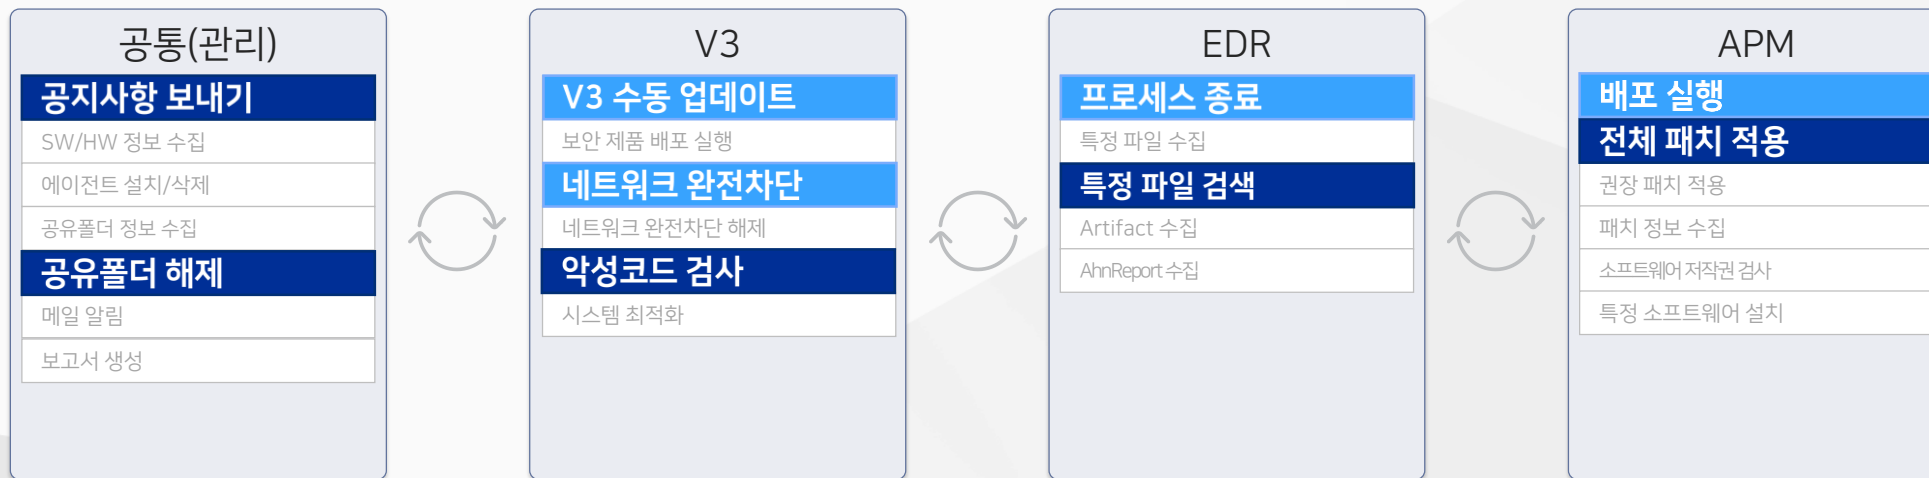 공통(관리)
공지사항 보내기
SW/HW 정보 수집
에이전트 설치/삭제
공유폴더 정보 수집
공유폴더 해제
메일 알림
보고서 생성
V3
V3 수동 업데이트
보안 제품 배포 실행
네트워크 완전차단
네트워크 완전차단 해제
악성코드 검사
시스템 최적화
EDR
프로세스 종료
특정 파일 수집
특정 파일 검색
Artifact 수집
AhnReport 수집
APM
배포 실행
전체 패치 적용
권장 패치 적용
패치 정보 수집
소프트웨어 저작권 검사
특정 소프트웨어 설치